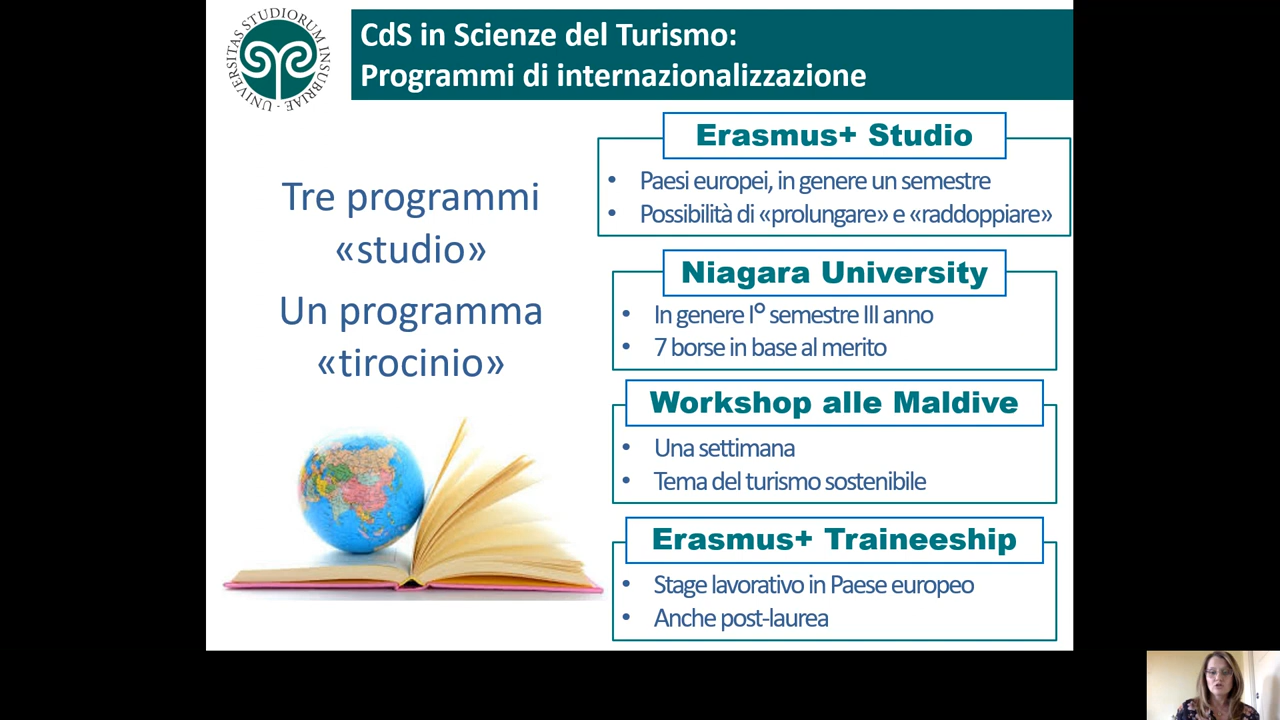 UNIVERSITAS STUDIORUM INSUBRIAE
CdS in Scienze del Turismo:
Programmi di internazionalizzazione
Tre programmi
«studio»
Un programma
«tirocinio»
Erasmus+ Studio
• Paesi europei, in genere un semestre
• Possibilità di «prolungare» e «raddoppiare»
Niagara University
• In genere I° semestre III anno
• 7 borse in base al merito
Workshop alle Maldive
• Una settimana
• Tema del turismo sostenibile
Erasmus+ Traineeship
• Stage lavorativo in Paese europeo
• Anche post-laurea